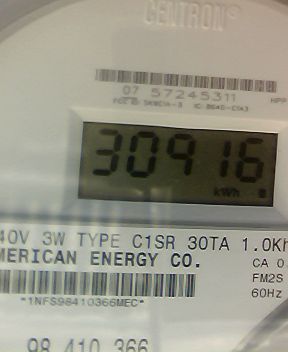 CENTRON®
07 57245311
HPP
30916
kWh
40V 3W TYPE C1SR 30TA 1.0Kh
MERICAN ENERGY CO.
CA 0.
FM2S
60Hz
*1NFS98410366MEC*
98 410 366